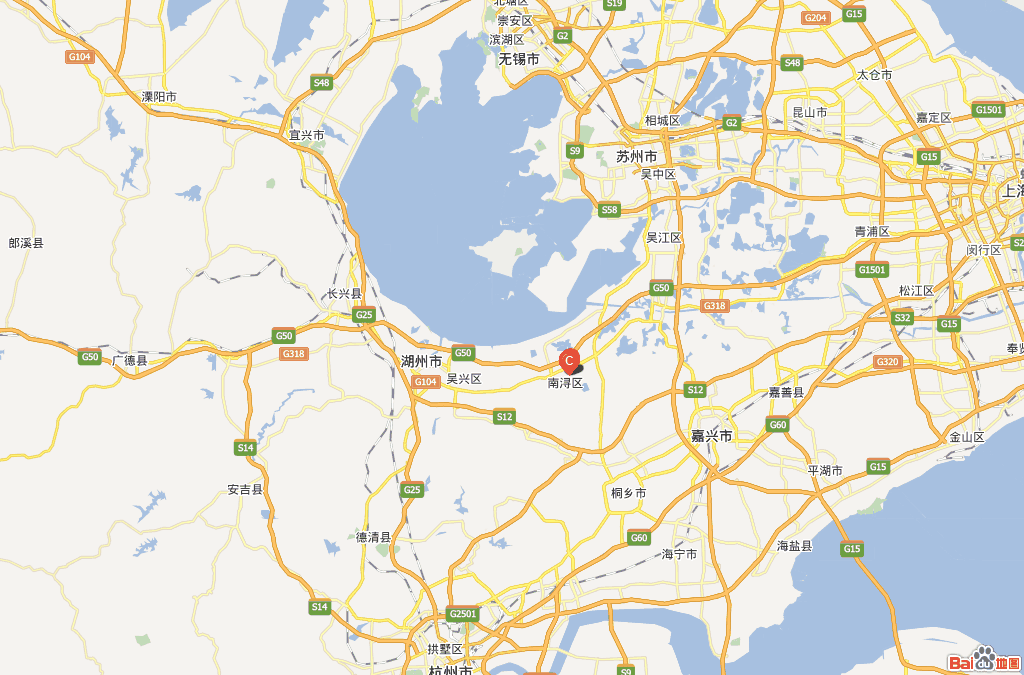 北塘区
S19
崇安区
G204
G15
G2
滨湖区
无锡市
G104
S48
S48
太仓市
溧阳市
G1501
昆山市
嘉定区
相城区
G2
宜兴市
S9
苏州市
G15
吴中区
上海
S58
青浦区
吴江区
郎溪县
闵行区
S2
G1501
G50
长兴县
松江区
G318
G25
S32
G15
G50
G318
G50
广德县
湖州市
G50
C
G320
奉贤
G104
吴兴区
南浔区
S12
嘉善县
S12
G60
嘉兴市
金山区
S14
平湖市
G15
安吉县
G25
桐乡市
德清县
G60
海宁市
海盐县
G15
S14
G2501
拱墅区
杭州市
S9
Bai du 地图